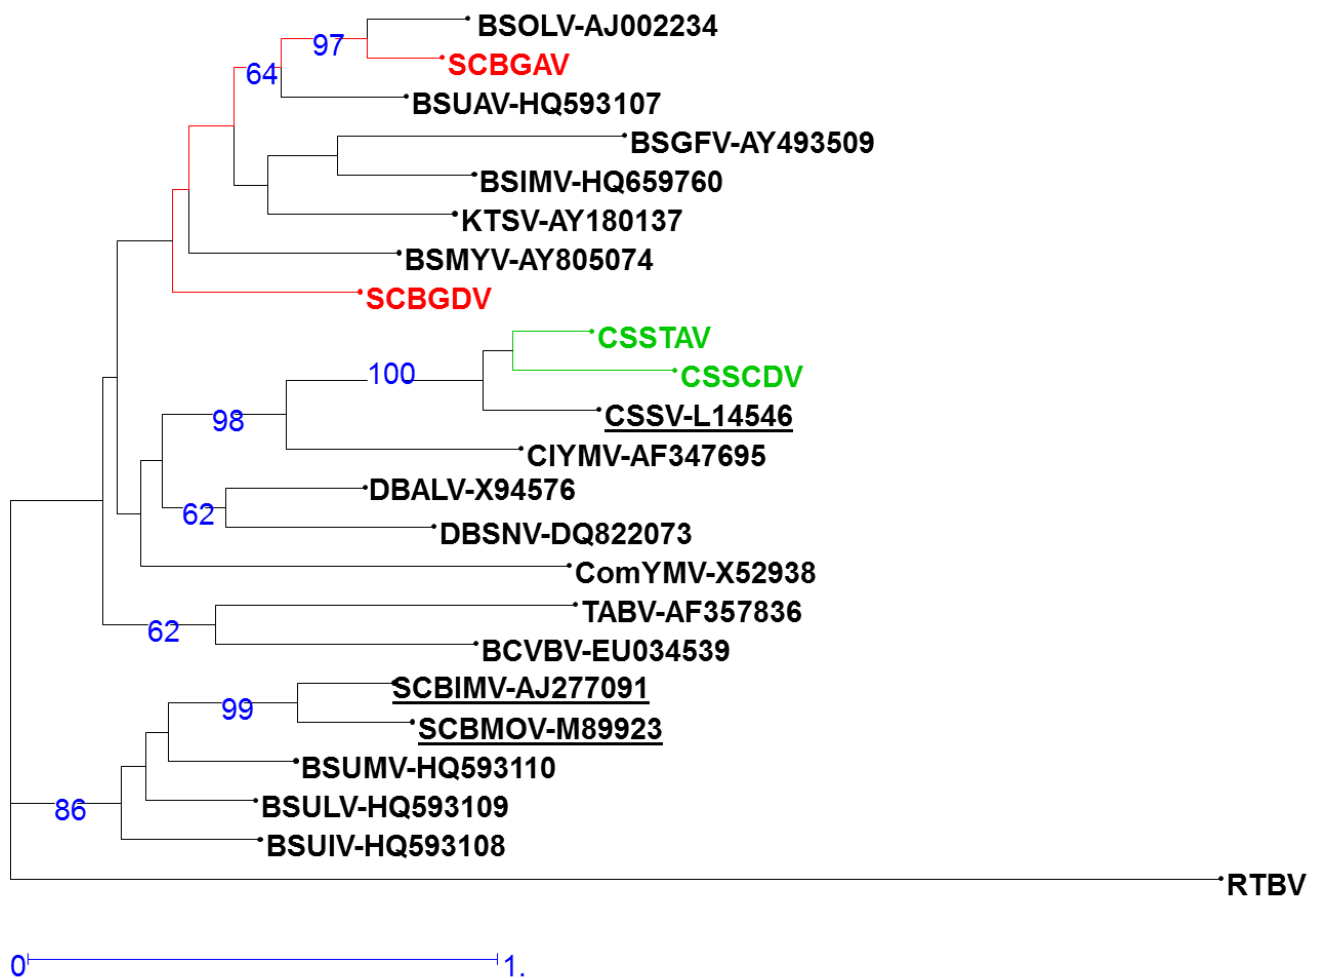 BSOLV-AJ002234
97
SCBGAV
64
BSUAV-HQ593107
BSGFV-AY493509
BSIMV-HQ659760
KTSV-AY180137
BSMYV-AY805074
SCBGDV
CSSTAV
100
CSSCDV
98
CSSV-L14546
CIYMV-AF347695
DBALV-X94576
62
DBSNV-DQ822073
ComYMV-X52938
TABV-AF357836
62
BCVBV-EU034539
SCBIMV-AJ277091
99
SCBMOV-M89923
BSUMV-HQ593110
BSULV-HQ593109
86
BSUIV-HQ593108
RTBV
0 1.